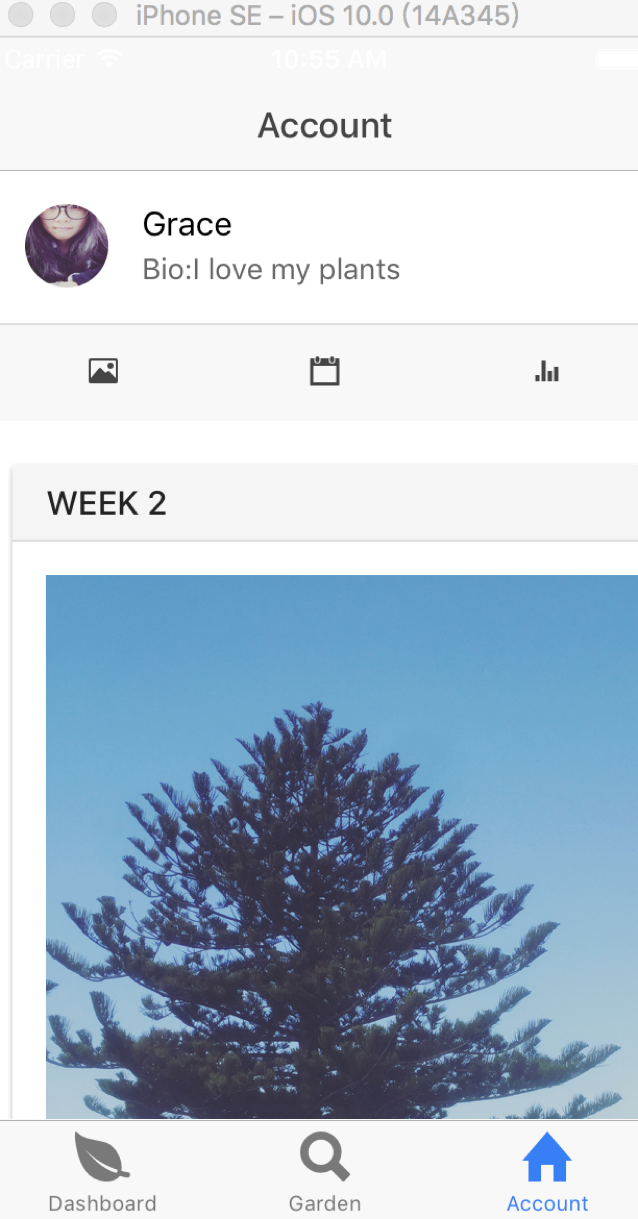 iPhone SE – iOS 10.0 (14A345)
Carrier 10:55 AM
Account
Grace
Bio:I love my plants
WEEK 2
Dashboard Garden Account